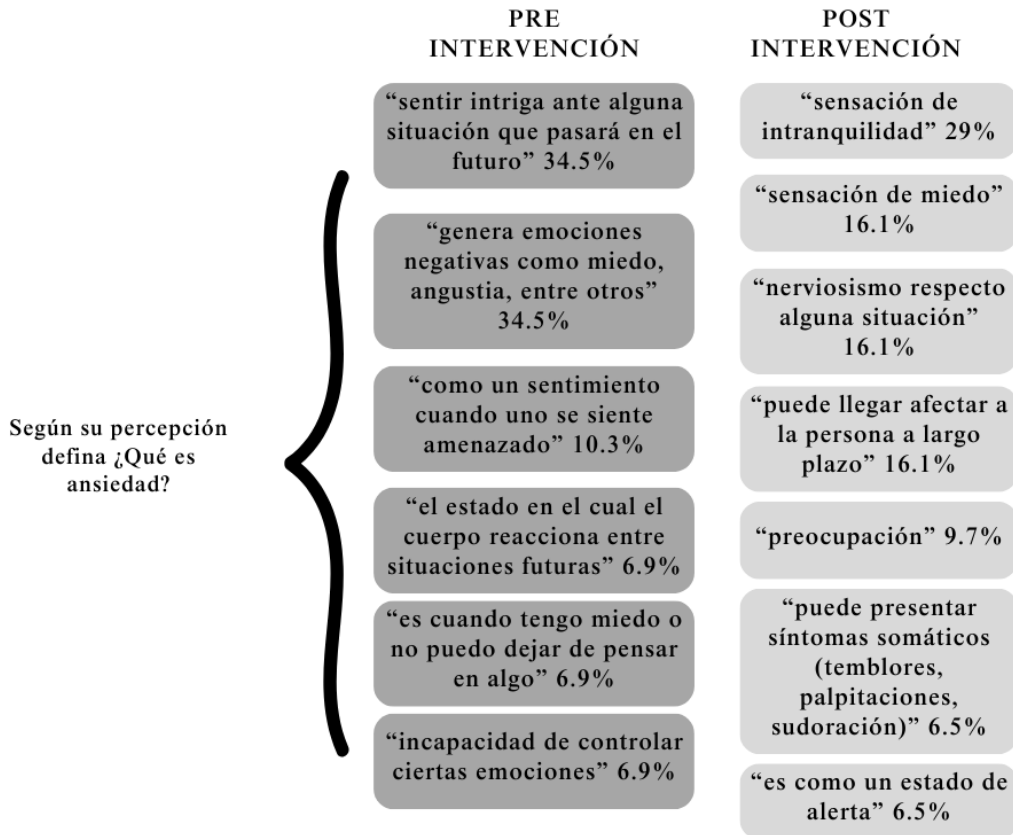 PRE
INTERVENCIÓN
POST
INTERVENCIÓN
Según su percepción
defina ¿Qué es
ansiedad?
“sentir intriga ante alguna
situación que pasará en el
futuro” 34.5%
“genera emociones
negativas como miedo,
angustia, entre otros”
34.5%
“como un sentimiento
cuando uno se siente
amenazado” 10.3%
“el estado en el cual el
cuerpo reacciona entre
situaciones futuras” 6.9%
“es cuando tengo miedo o
no puedo dejar de pensar
en algo” 6.9%
“incapacidad de controlar
ciertas emociones” 6.9%
“sensación de
intranquilidad” 29%
“sensación de miedo”
16.1%
“nerviosismo respecto
alguna situación”
16.1%
“puede llegar afectar a
la persona a largo
plazo” 16.1%
“preocupación” 9.7%
“puede presentar
síntomas somáticos
(temblores,
palpitaciones,
sudoración)” 6.5%
“es como un estado de
alerta” 6.5%